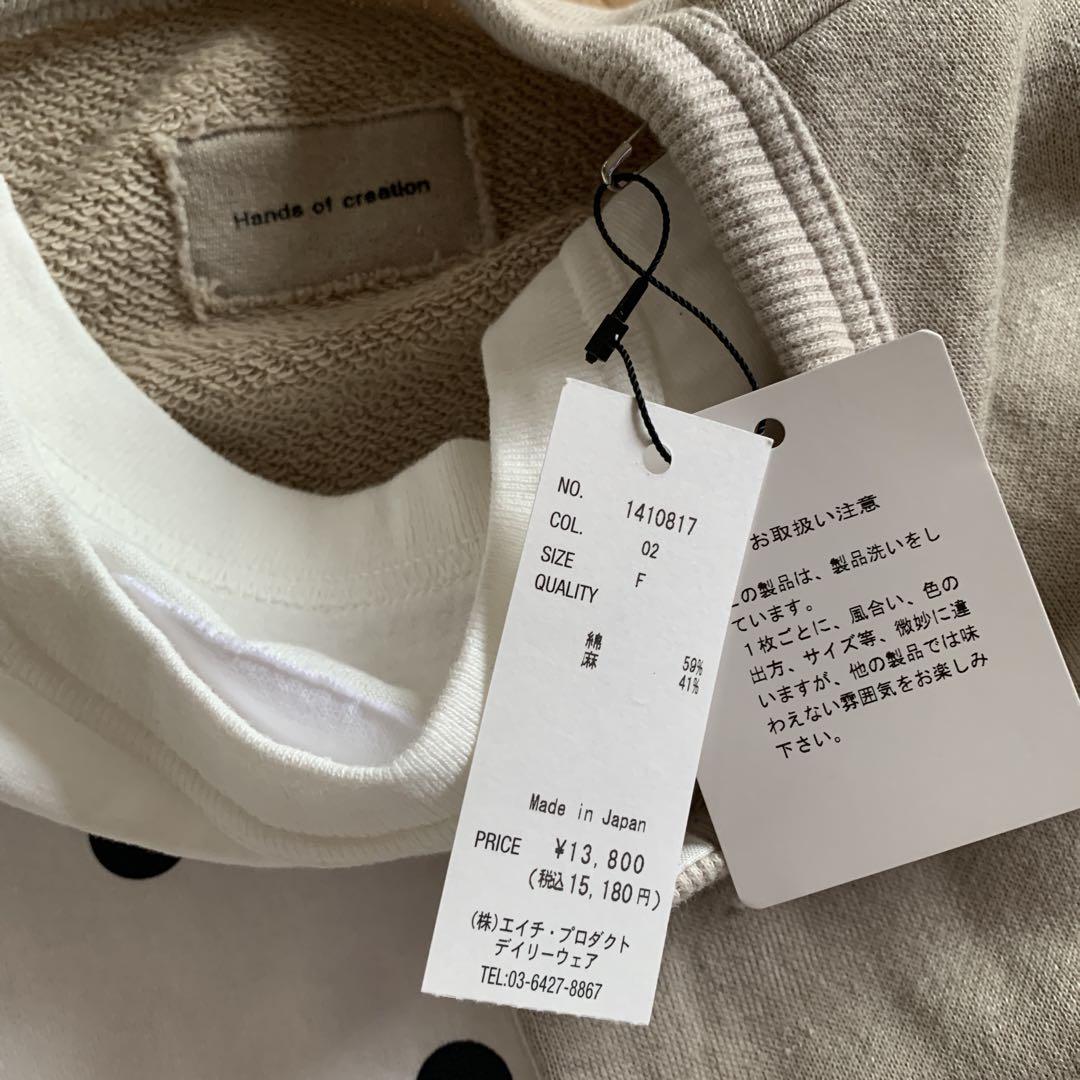 Hands of creation
NO. 1410817
COL. 02
SIZE F
QUALITY
綿 59%
麻 41%
Made in Japan
PRICE ¥13,800
(税込15,180円)
(株)エイチ・プロダクト
デイリーウェア
TEL:03-6427-8867
お取扱い注意
の製品は、製品洗いをし
ています。
1枚ごとに、風合い、色の
出方、サイズ等、微妙に違
いますが、他の製品では味
わえない雰囲気をお楽しみ
下さい。